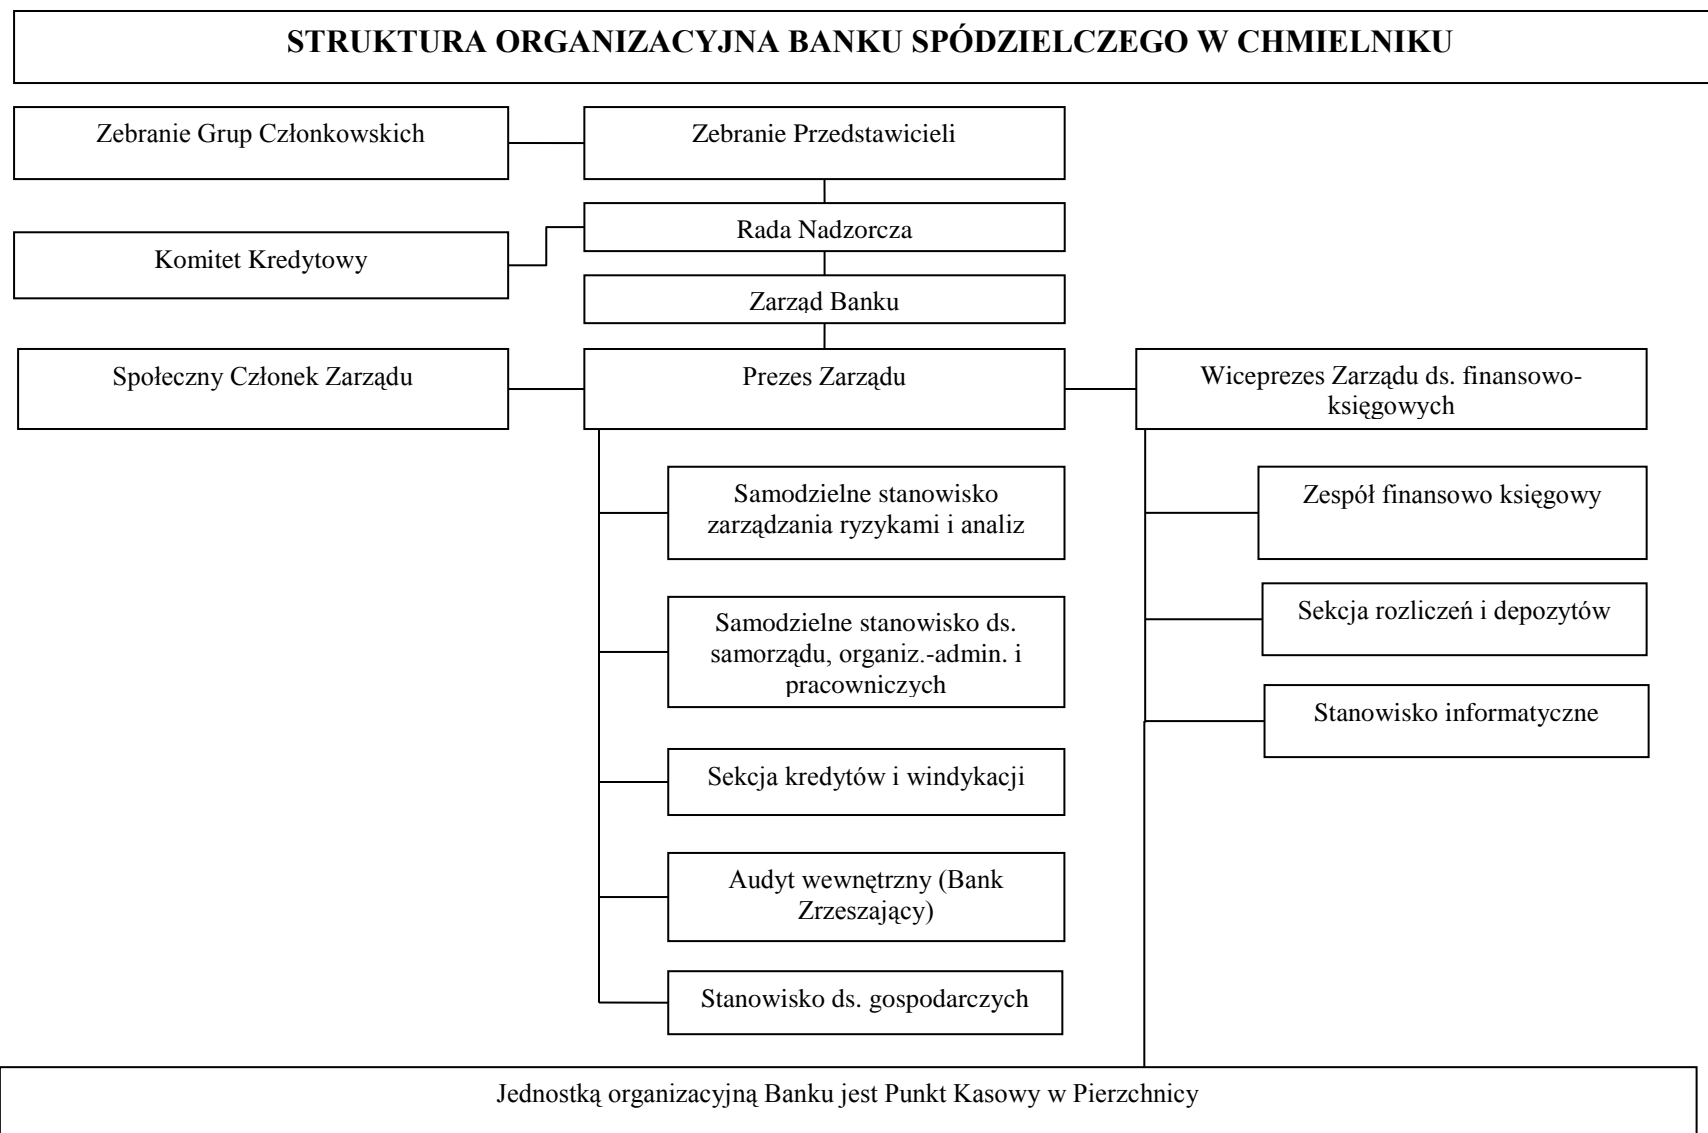 STRUKTURA ORGANIZACYJNA BANKU SPÓDZIELCZEGO W CHMIELNIKU
Zebranie Grup Członkowskich
Zebranie Przedstawicieli
Rada Nadzorcza
Komitet Kredytowy
Zarząd Banku
Społeczny Członek Zarządu
Prezes Zarządu
Wiceprezes Zarządu ds. finansowo-
księgowych
Samodzielne stanowisko
zarządzania ryzykami i analiz
Zespół finansowo księgowy
Samodzielne stanowisko ds.
samorządu, organiz.-admin. i
pracowniczych
Sekcja rozliczeń i depozytów
Stanowisko informatyczne
Sekcja kredytów i windykacji
Audyt wewnętrzny (Bank
Zrzeszający)
Stanowisko ds. gospodarczych
Jednostką organizacyjną Banku jest Punkt Kasowy w Pierzchnicy